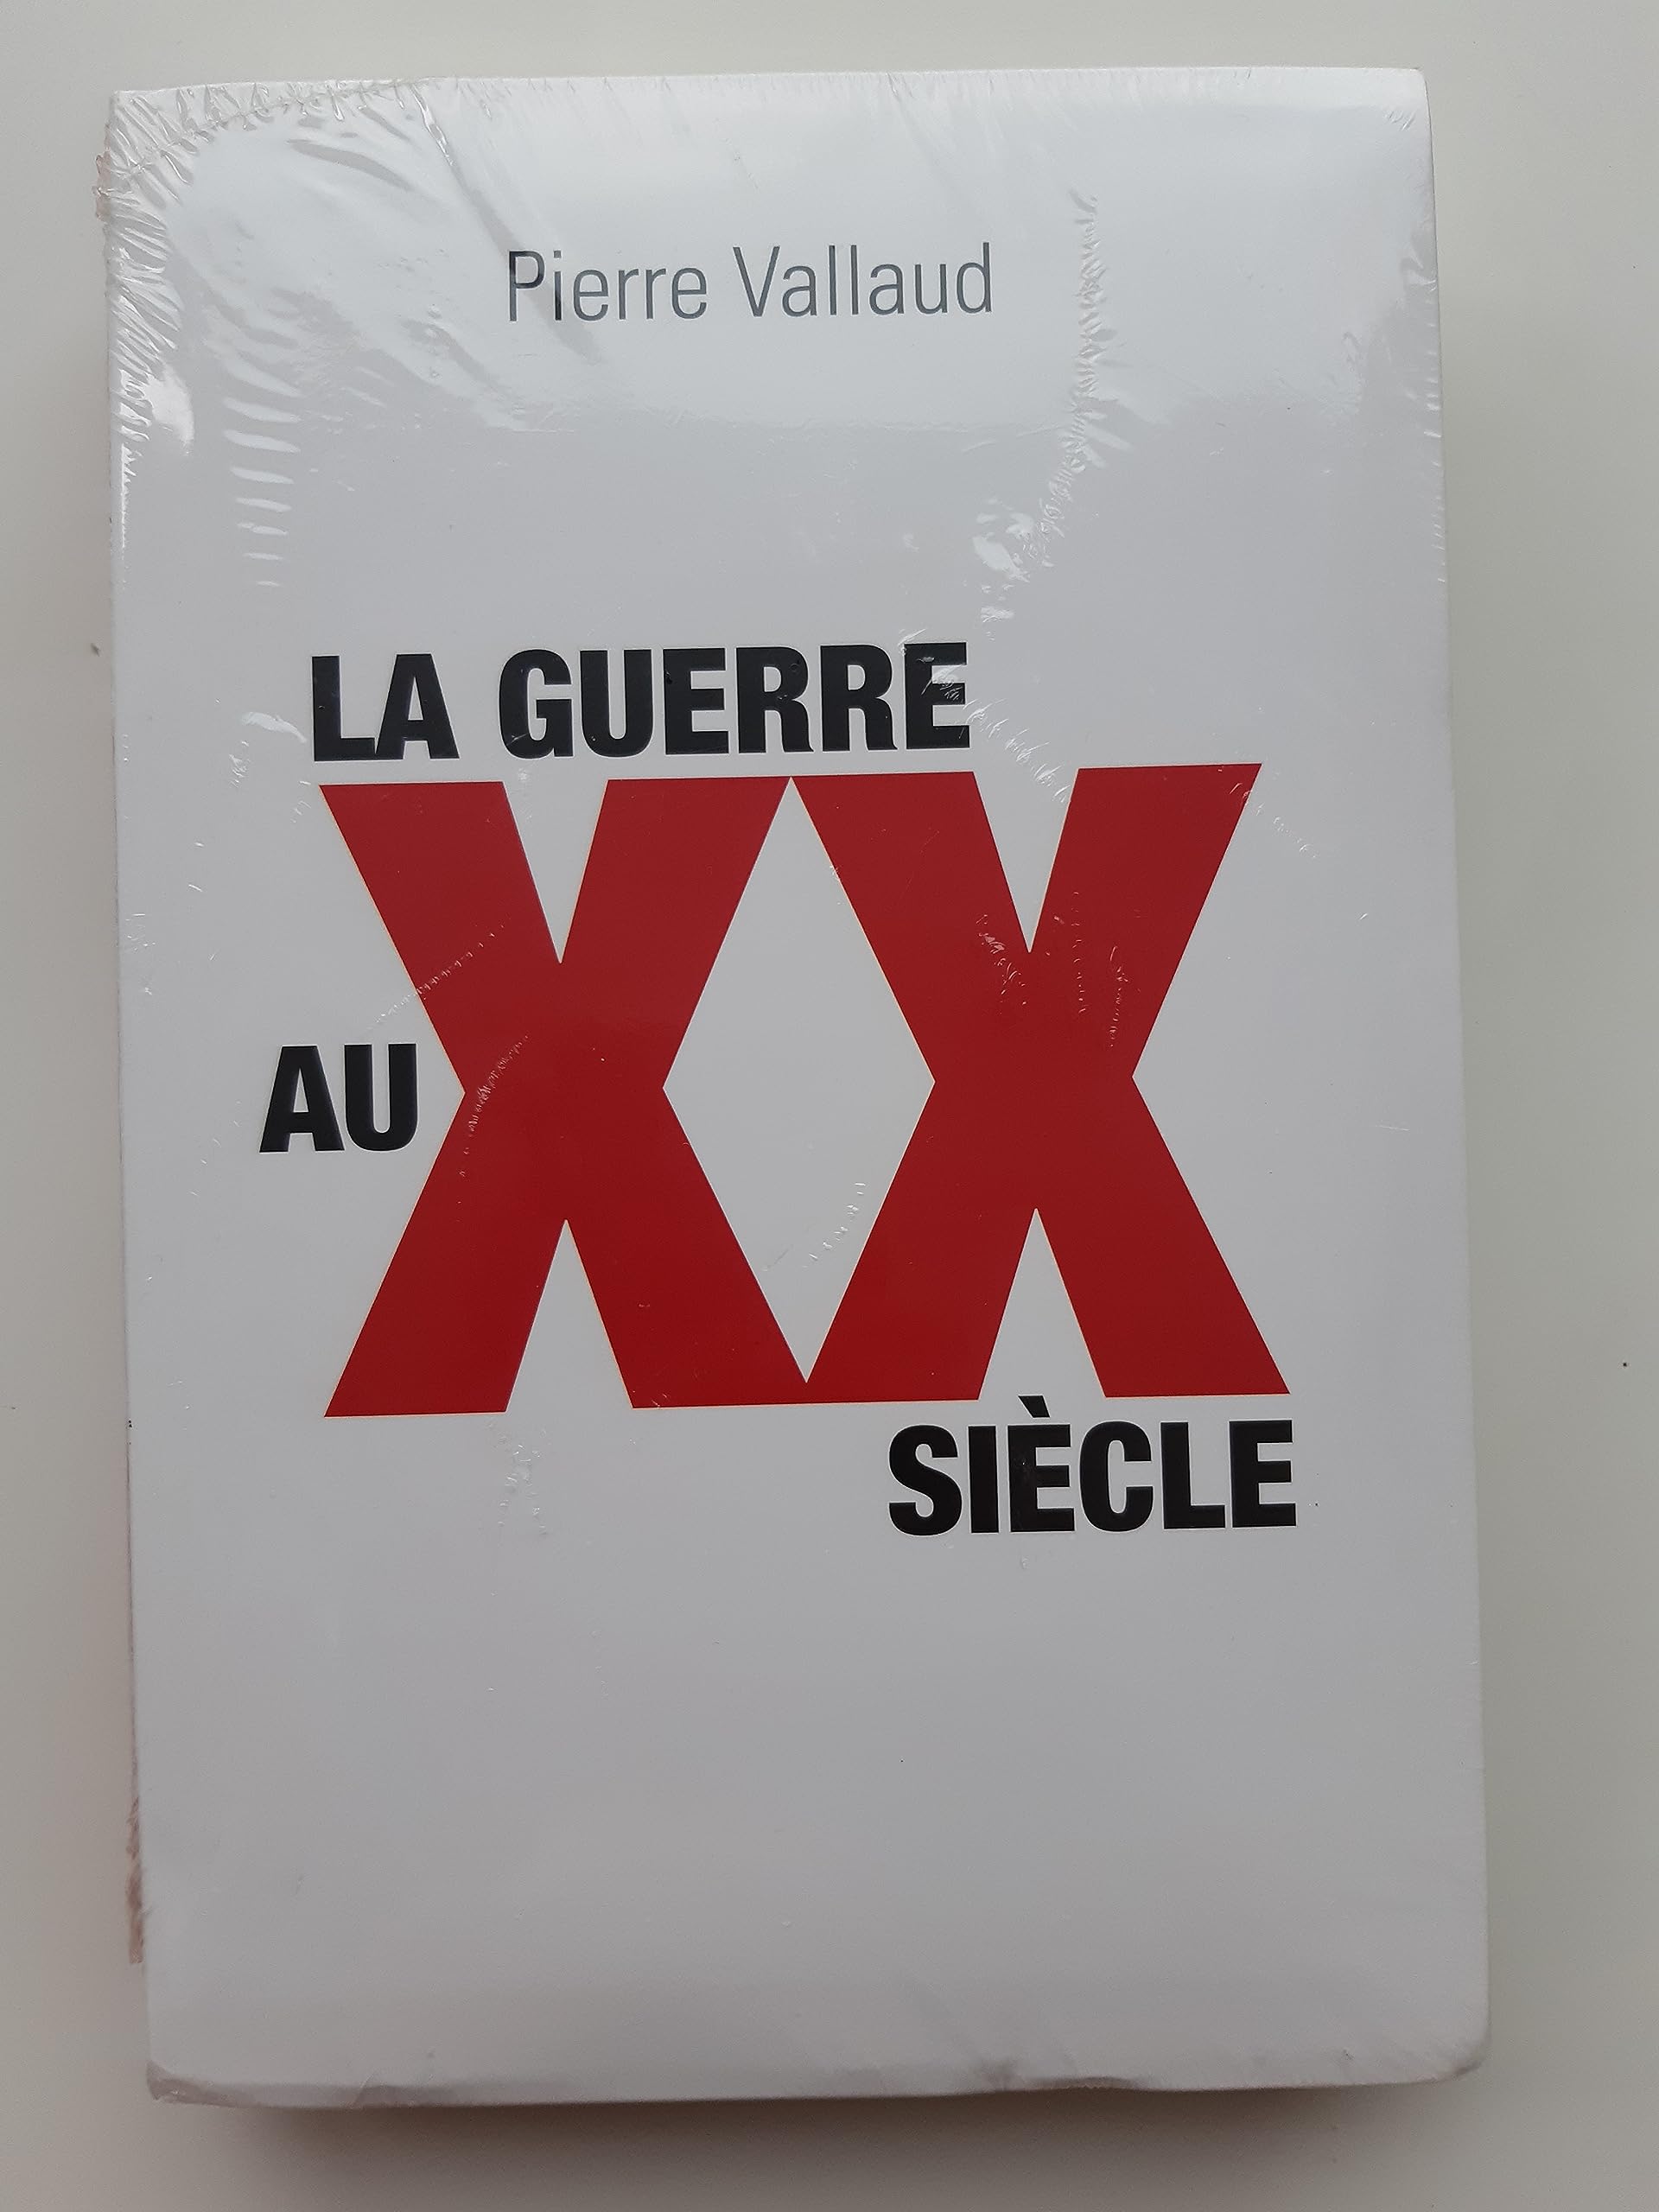 Pierre Vallaud
LA GUERRE
AU XX
SIÈCLE